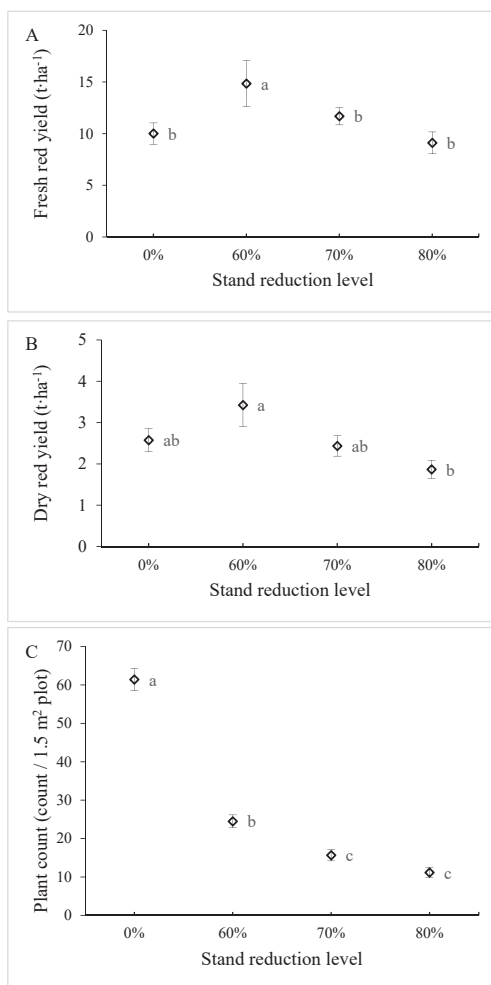 A
Fresh red yield (t·ha⁻¹)
20
15
10
5
0
b
a
b
b
0% 60% 70% 80%
Stand reduction level
B
Dry red yield (t·ha⁻¹)
5
4
3
2
1
0
ab
a
ab
b
0% 60% 70% 80%
Stand reduction level
C
Plant count (count / 1.5 m² plot)
70
60
50
40
30
20
10
0
a
b
c
c
0% 60% 70% 80%
Stand reduction level